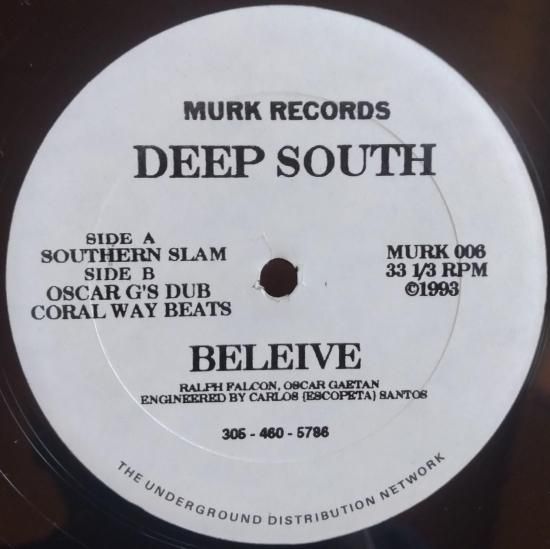 MURK RECORDS
DEEP SOUTH
SIDE A
SOUTHERN SLAM
SIDE B
OSCAR G'S DUB
CORAL WAY BEATS
MURK 006
33 1/3 RPM
©1993
BELEIVE
RALPH FALCON, OSCAR GAETAN
ENGINEERED BY CARLOS (ESCOPETA) SANTOS
305 - 460 - 5786
THE UNDERGROUND DISTRIBUTION NETWORK